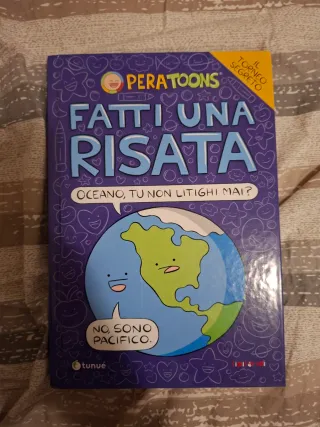 PERATOONS
IL
TORNEO
SEGRETO
FATTI UNA
RISATA
OCEANO, TU NON LITIGHI MAI?
NO, SONO
PACIFICO.
tunué